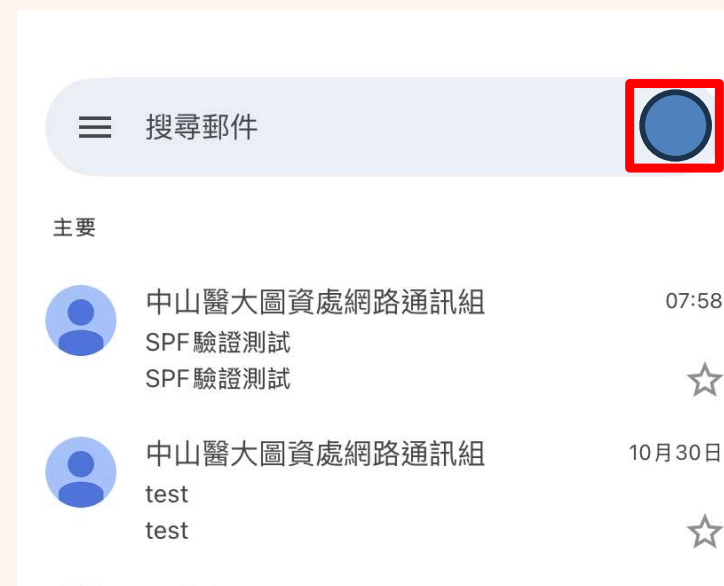 搜尋郵件
主要
中山醫大圖資處網路通訊組
07:58
SPF驗證測試
SPF驗證測試
中山醫大圖資處網路通訊組
10月30日
test
test